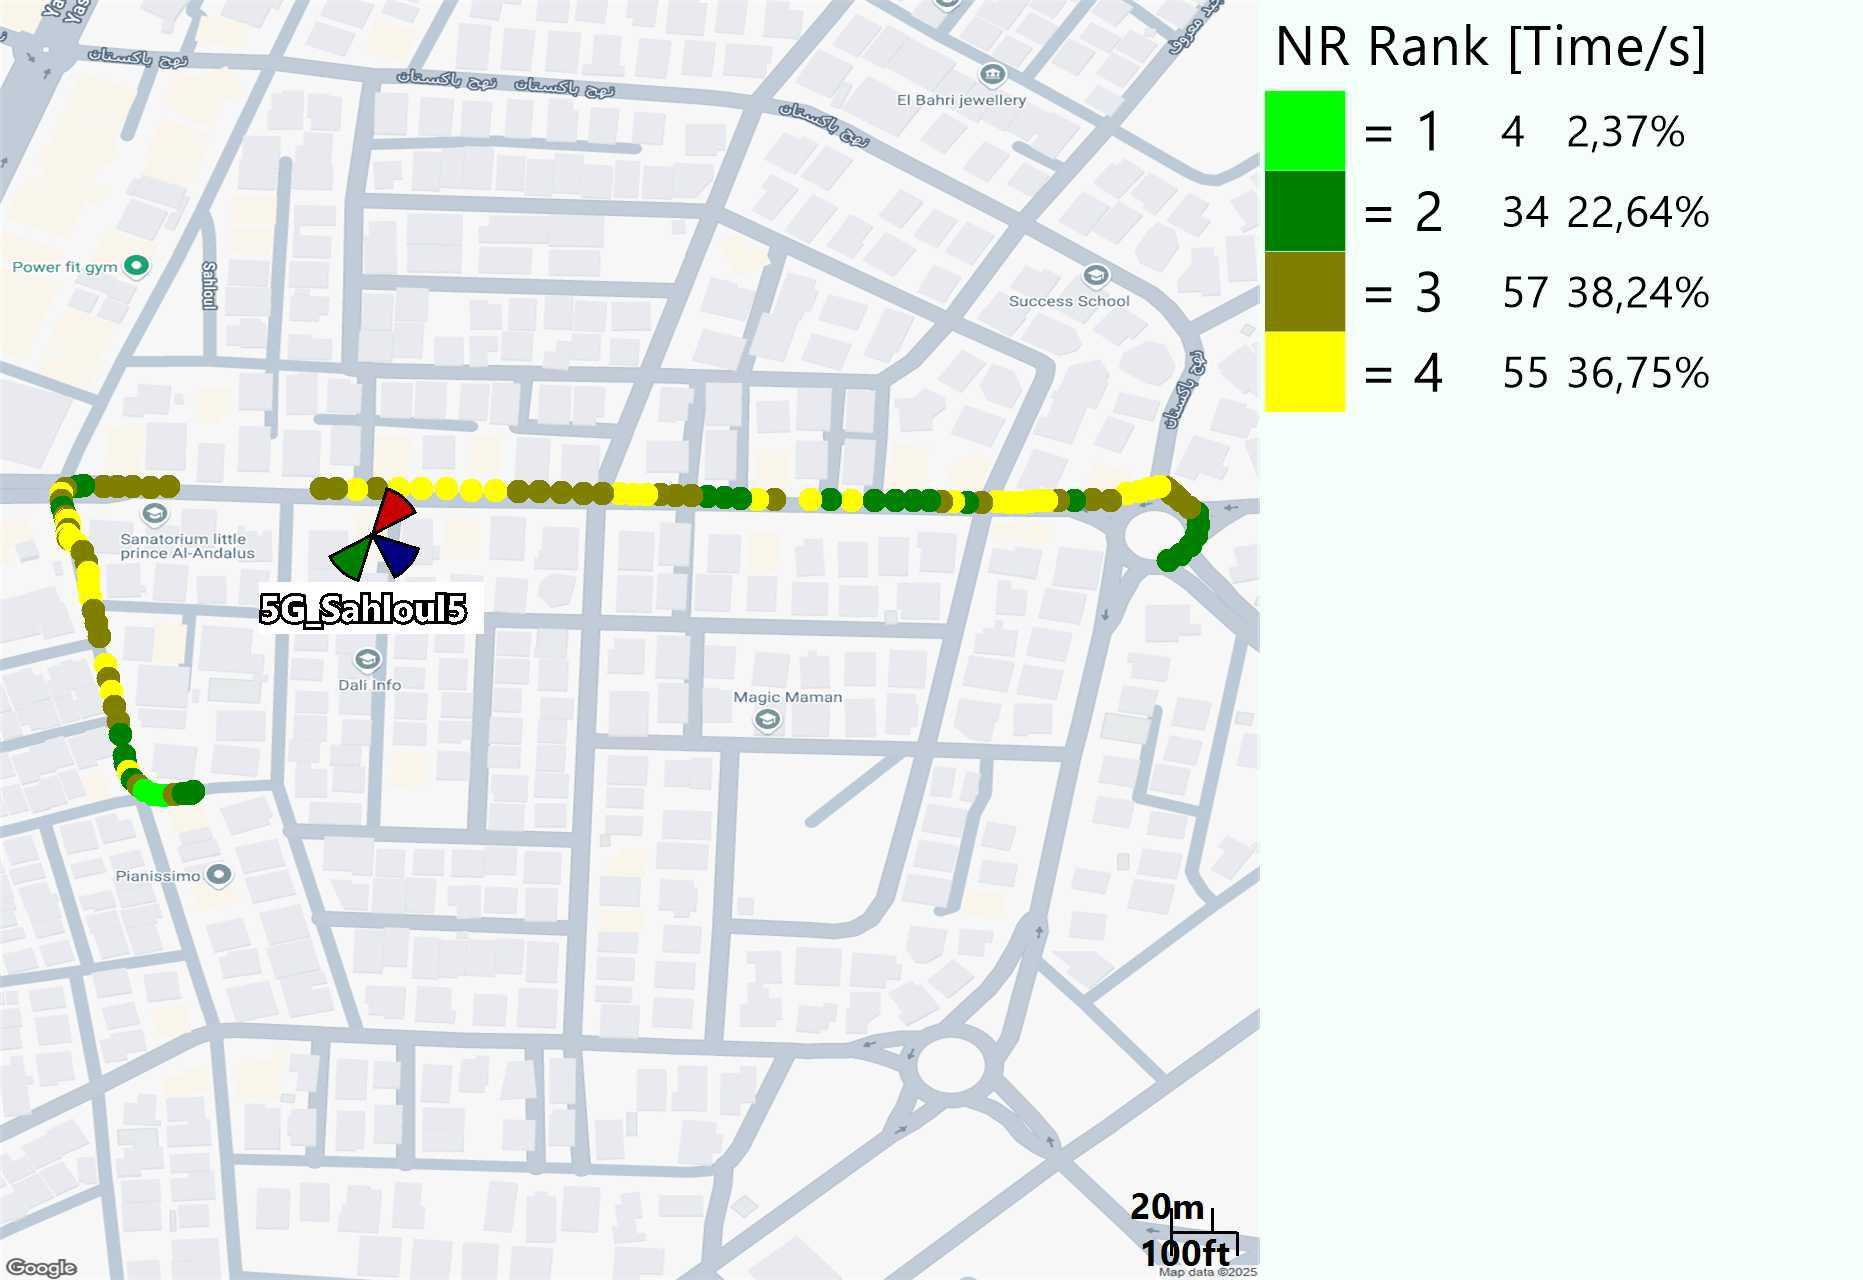 NR Rank [Time/s]
= 1 4 2,37%
= 2 34 22,64%
= 3 57 38,24%
= 4 55 36,75%
نهج باكستان
نهج باكستان
نهج باكستان
نهج باكستان
El Bahri jewellery
Power fit gym
Sahloul
Success School
نهج باكستان
Sanatorium little
prince Al-Andalus
5G_Sahloul5
Dali Info
Magic Maman
Pianissimo
20m
100ft
Google
Map data ©2025